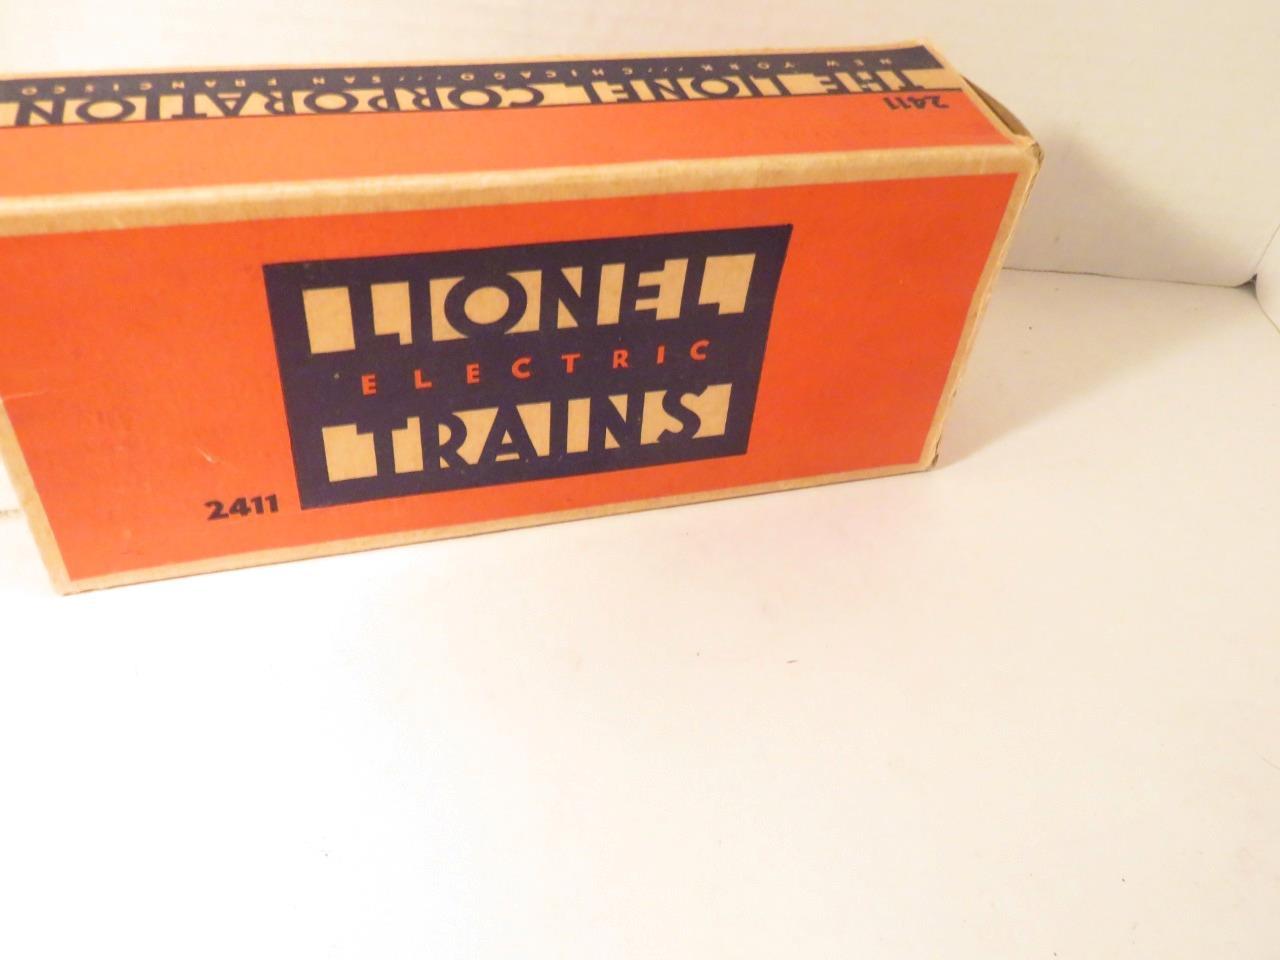 NEW YORK // CHICAGO // SAN FRANCISCO
THE LIONEL CORPORATION
2411
LIONEL
ELECTRIC
TRAINS
2411